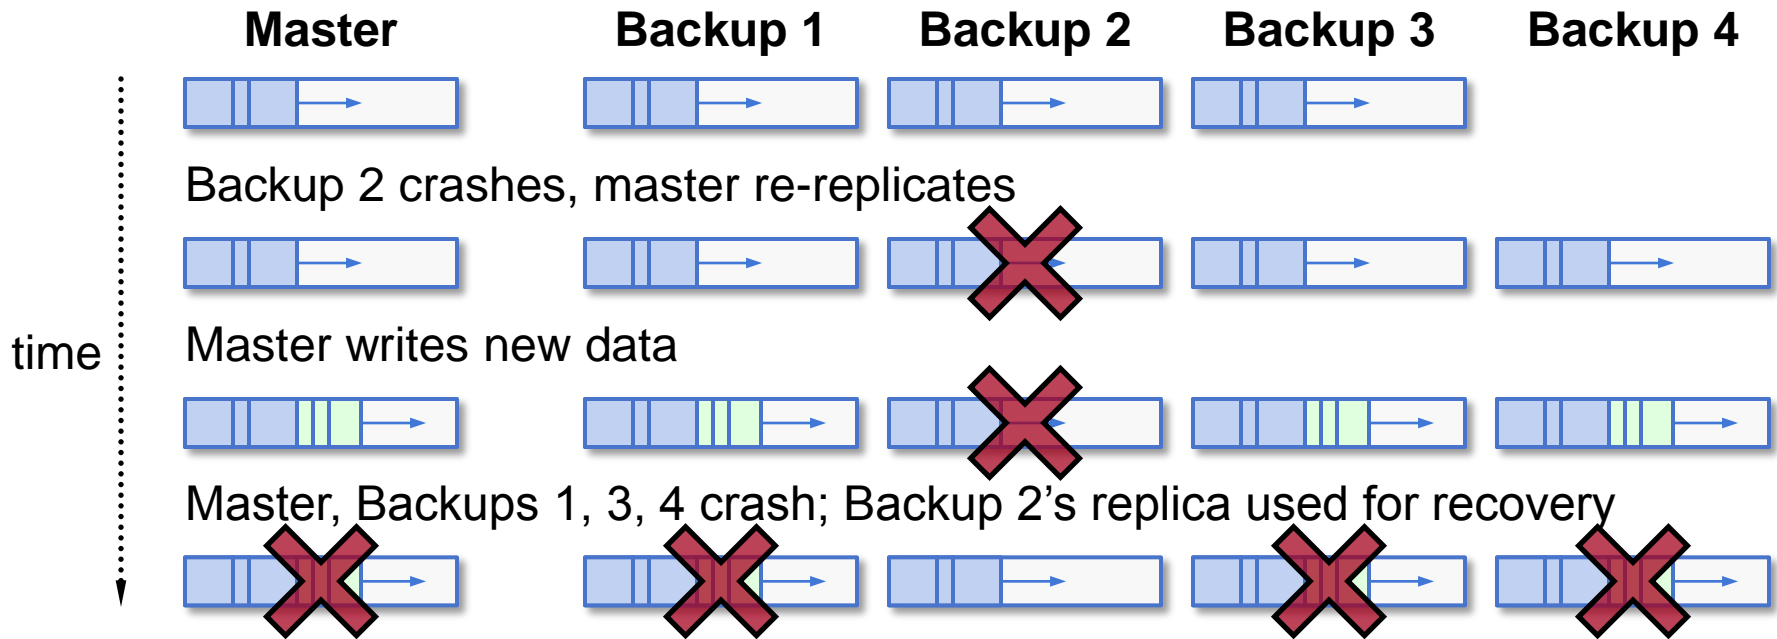 Master Backup 1 Backup 2 Backup 3 Backup 4
Backup 2 crashes, master re-replicates
time
Master writes new data
Master, Backups 1, 3, 4 crash; Backup 2’s replica used for recovery